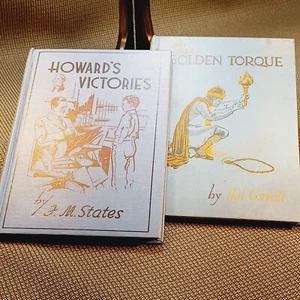 HOWARD'S
VICTORIES
by
F. M. States
GOLDEN TORQUE
by